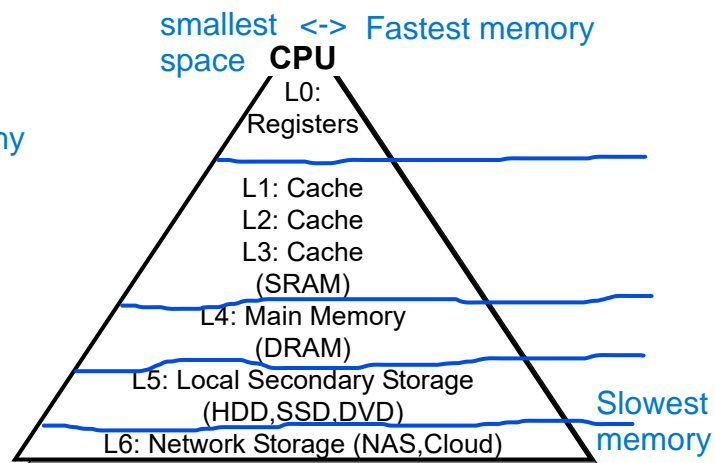 smallest <-> Fastest memory
space CPU
L0:
Registers
L1: Cache
L2: Cache
L3: Cache
(SRAM)
L4: Main Memory
(DRAM)
L5: Local Secondary Storage
(HDD,SSD,DVD)
Slowest
L6: Network Storage (NAS,Cloud) memory